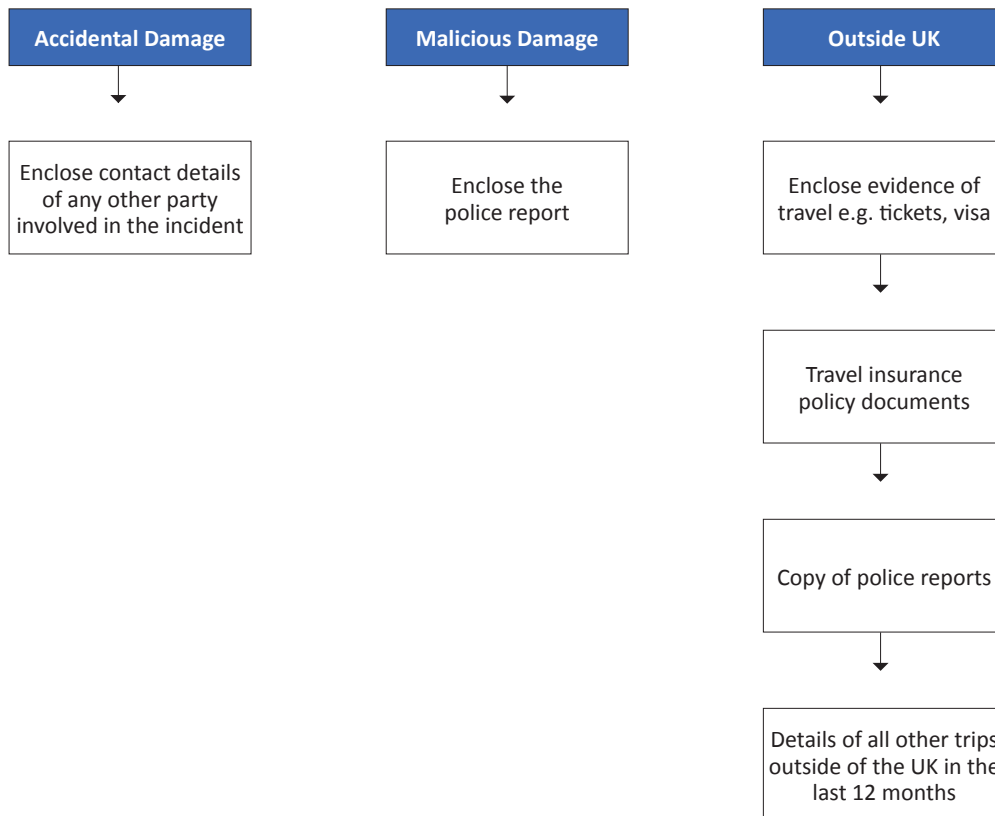 Accidental Damage
Enclose contact details
of any other party
involved in the incident
Malicious Damage
Enclose the
police report
Outside UK
Enclose evidence of
travel e.g. tickets, visa
Travel insurance
policy documents
Copy of police reports
Details of all other trips
outside of the UK in the
last 12 months